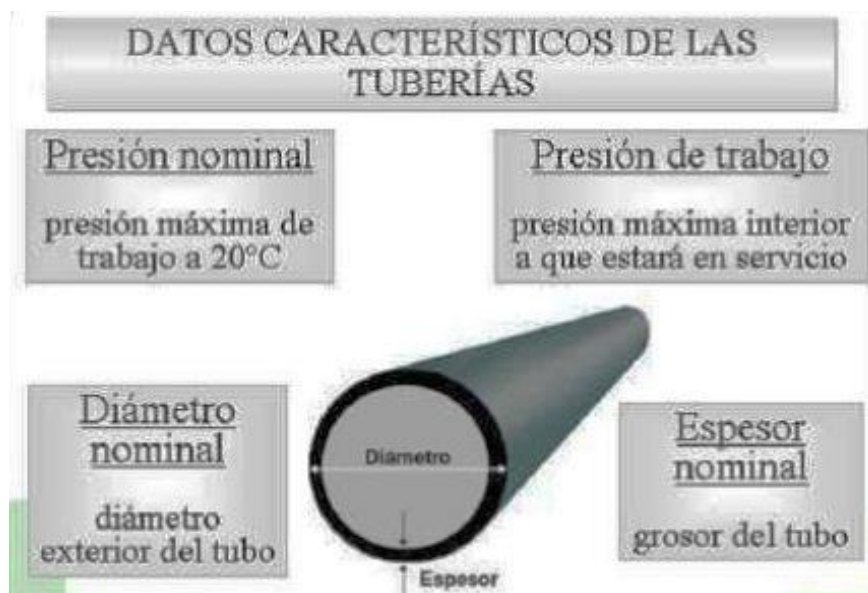 DATOS CARACTERÍSTICOS DE LAS
TUBERÍAS
Presión nominal
presión máxima de
trabajo a 20°C
Presión de trabajo
presión máxima interior
a que estará en servicio
Diámetro
nominal
diámetro
exterior del tubo
Diametro
Espesor
Espesor
nominal
grosor del tubo